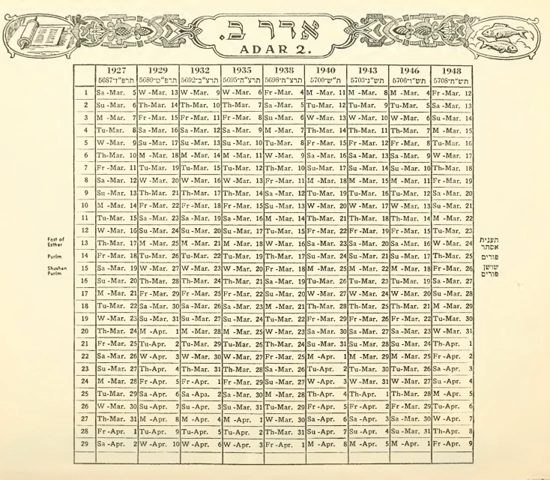 אדר ב.
ADAR 2.
1927 1929 1932 1935 1938 1940 1943 1946 1948
תרפ"ז-5687 תרפ"ט-5689 תרצ"ב-5692 תרצ"ה-5695 תרצ"ח-5698 ת"ש-5700 תש"ג-5703 תש"ו-5706 תש"ח-5708
1 Sa -Mar. 5 W -Mar. 13 W -Mar. 9 W -Mar. 6 Fr -Mar. 4 M -Mar. 11 M -Mar. 8 M -Mar. 4 Fr -Mar. 12
2 Su -Mar. 6 Th-Mar. 14 Th-Mar. 10 Th-Mar. 7 Sa -Mar. 5 Tu-Mar. 12 Tu-Mar. 9 Tu-Mar. 5 Sa -Mar. 13
3 M -Mar. 7 Fr -Mar. 15 Fr -Mar. 11 Fr -Mar. 8 Su -Mar. 6 W -Mar. 13 W -Mar. 10 W -Mar. 6 Su -Mar. 14
4 Tu-Mar. 8 Sa -Mar. 16 Sa -Mar. 12 Sa -Mar. 9 M -Mar. 7 Th-Mar. 14 Th-Mar. 11 Th-Mar. 7 M -Mar. 15
5 W -Mar. 9 Su -Mar. 17 Su -Mar. 13 Su -Mar. 10 Tu-Mar. 8 Fr -Mar. 15 Fr -Mar. 12 Fr -Mar. 8 Tu-Mar. 16
6 Th-Mar. 10 M -Mar. 18 M -Mar. 14 M -Mar. 11 W -Mar. 9 Sa -Mar. 16 Sa -Mar. 13 Sa -Mar. 9 W -Mar. 17
7 Fr -Mar. 11 Tu-Mar. 19 Tu-Mar. 15 Tu-Mar. 12 Th-Mar. 10 Su-Mar. 17 Su -Mar. 14 Su -Mar. 10 Th-Mar. 18
8 Sa -Mar. 12 W -Mar. 20 W -Mar. 16 W -Mar. 13 Fr -Mar. 11 M -Mar. 18 M -Mar. 15 M -Mar. 11 Fr -Mar. 19
9 Su -Mar. 13 Th-Mar. 21 Th-Mar. 17 Th-Mar. 14 Sa -Mar. 12 Tu-Mar. 19 Tu-Mar. 16 Tu-Mar. 12 Sa -Mar. 20
10 M -Mar. 14 Fr -Mar. 22 Fr -Mar. 18 Fr -Mar. 15 Su -Mar. 13 W -Mar. 20 W -Mar. 17 W -Mar. 13 Su -Mar. 21
11 Tu-Mar. 15 Sa -Mar. 23 Sa -Mar. 19 Sa -Mar. 16 M -Mar. 14 Th-Mar. 21 Th-Mar. 18 Th-Mar. 14 M -Mar. 22
12 W -Mar. 16 Su -Mar. 24 Su -Mar. 20 Su -Mar. 17 Tu-Mar. 15 Fr -Mar. 22 Fr -Mar. 19 Fr -Mar. 15 Tu-Mar. 23
Fast of Esther 13 Th-Mar. 17 M -Mar. 25 M -Mar. 21 M -Mar. 18 W -Mar. 16 Sa -Mar. 23 Sa -Mar. 20 Sa -Mar. 16 W -Mar. 24 תענית אסתר
Purim 14 Fr -Mar. 18 Tu-Mar. 26 Tu-Mar. 22 Tu-Mar. 19 Th-Mar. 17 Su -Mar. 24 Su -Mar. 21 Su -Mar. 17 Th-Mar. 25 פורים
Shushan Purim 15 Sa -Mar. 19 W -Mar. 27 W -Mar. 23 W -Mar. 20 Fr -Mar. 18 M -Mar. 25 M -Mar. 22 M -Mar. 18 Fr -Mar. 26 שושן פורים
16 Su -Mar. 20 Th-Mar. 28 Th-Mar. 24 Th-Mar. 21 Sa -Mar. 19 Tu-Mar. 26 Tu-Mar. 23 Tu-Mar. 19 Sa -Mar. 27
17 M -Mar. 21 Fr -Mar. 29 Fr -Mar. 25 Fr -Mar. 22 Su -Mar. 20 W -Mar. 27 W -Mar. 24 W -Mar. 20 Su -Mar. 28
18 Tu-Mar. 22 Sa -Mar. 30 Sa -Mar. 26 Sa -Mar. 23 M -Mar. 21 Th-Mar. 28 Th-Mar. 25 Th-Mar. 21 M -Mar. 29
19 W -Mar. 23 Su -Mar. 31 Su -Mar. 27 Su -Mar. 24 Tu-Mar. 22 Fr -Mar. 29 Fr -Mar. 26 Fr -Mar. 22 Tu-Mar. 30
20 Th-Mar. 24 M -Apr. 1 M -Mar. 28 M -Mar. 25 W -Mar. 23 Sa -Mar. 30 Sa -Mar. 27 Sa -Mar. 23 W -Mar. 31
21 Fr -Mar. 25 Tu-Apr. 2 Tu-Mar. 29 Tu-Mar. 26 Th-Mar. 24 Su -Mar. 31 Su -Mar. 28 Su -Mar. 24 Th-Apr. 1
22 Sa -Mar. 26 W -Apr. 3 W -Mar. 30 W -Mar. 27 Fr -Mar. 25 M -Apr. 1 M -Mar. 29 M -Mar. 25 Fr -Apr. 2
23 Su -Mar. 27 Th-Apr. 4 Th-Mar. 31 Th-Mar. 28 Sa -Mar. 26 Tu-Apr. 2 Tu-Mar. 30 Tu-Mar. 26 Sa -Apr. 3
24 M -Mar. 28 Fr -Apr. 5 Fr -Apr. 1 Fr -Mar. 29 Su -Mar. 27 W -Apr. 3 W -Mar. 31 W -Mar. 27 Su -Apr. 4
25 Tu-Mar. 29 Sa -Apr. 6 Sa -Apr. 2 Sa -Mar. 30 M -Mar. 28 Th-Apr. 4 Th-Apr. 1 Th-Mar. 28 M -Apr. 5
26 W -Mar. 30 Su -Apr. 7 Su -Apr. 3 Su -Mar. 31 Tu-Mar. 29 Fr -Apr. 5 Fr -Apr. 2 Fr -Mar. 29 Tu-Apr. 6
27 Th-Mar. 31 M -Apr. 8 M -Apr. 4 M -Apr. 1 W -Mar. 30 Sa -Apr. 6 Sa -Apr. 3 Sa -Mar. 30 W -Apr. 7
28 Fr -Apr. 1 Tu-Apr. 9 Tu-Apr. 5 Tu-Apr. 2 Th-Mar. 31 Su -Apr. 7 Su -Apr. 4 Su -Mar. 31 Th-Apr. 8
29 Sa -Apr. 2 W -Apr. 10 W -Apr. 6 W -Apr. 3 Fr -Apr. 1 M -Apr. 8 M -Apr. 5 M -Apr. 1 Fr -Apr. 9